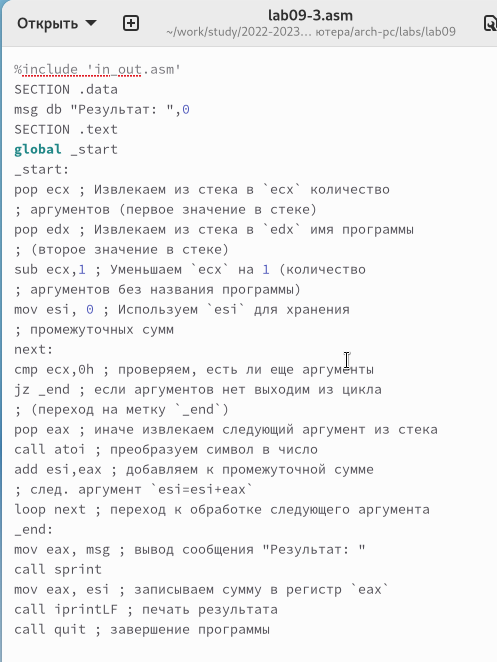 Открыть
lab09-3.asm
~/work/study/2022-2023... ютера/arch-pc/labs/lab09
%include 'in_out.asm'
SECTION .data
msg db "Результат: ",0
SECTION .text
global _start
_start:
pop ecx ; Извлекаем из стека в `ecx` количество
; аргументов (первое значение в стеке)
pop edx ; Извлекаем из стека в `edx` имя программы
; (второе значение в стеке)
sub ecx,1 ; Уменьшаем `ecx` на 1 (количество
; аргументов без названия программы)
mov esi, 0 ; Используем `esi` для хранения
; промежуточных сумм
next:
cmp ecx,0h ; проверяем, есть ли еще аргументы
jz _end ; если аргументов нет выходим из цикла
; (переход на метку `_end`)
pop eax ; иначе извлекаем следующий аргумент из стека
call atoi ; преобразуем символ в число
add esi,eax ; добавляем к промежуточной сумме
; след. аргумент `esi=esi+eax`
loop next ; переход к обработке следующего аргумента
_end:
mov eax, msg ; вывод сообщения "Результат: "
call sprint
mov eax, esi ; записываем сумму в регистр `eax`
call iprintLF ; печать результата
call quit ; завершение программы